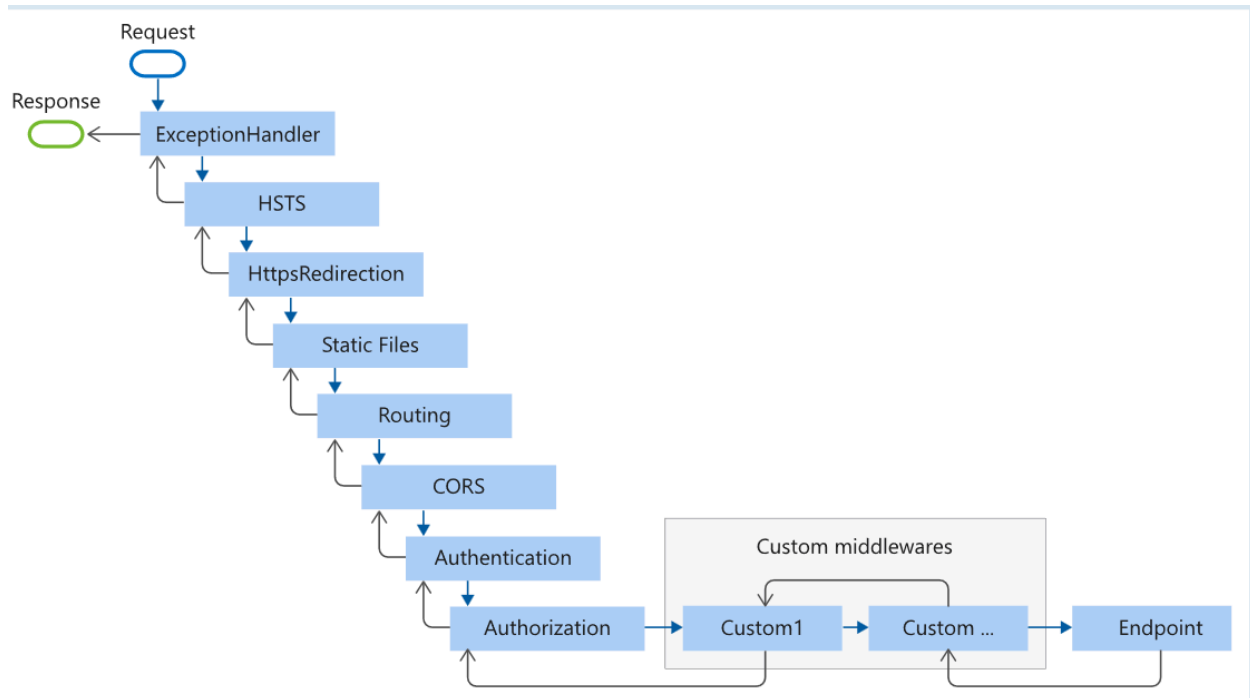 Request
Response
ExceptionHandler
HSTS
HttpsRedirection
Static Files
Routing
CORS
Authentication
Custom middlewares
Authorization
Custom1
Custom ...
Endpoint